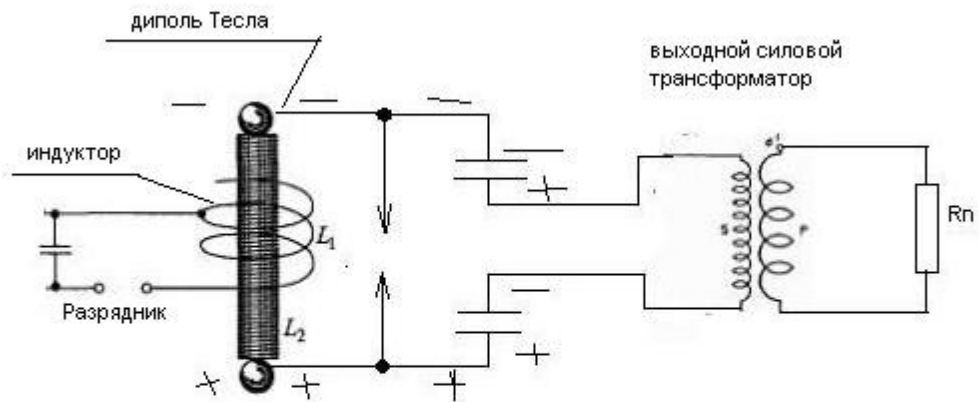 диполь Тесла
выходной силовой
трансформатор
индуктор
L₁
S
P
Rn
Разрядник
L₂